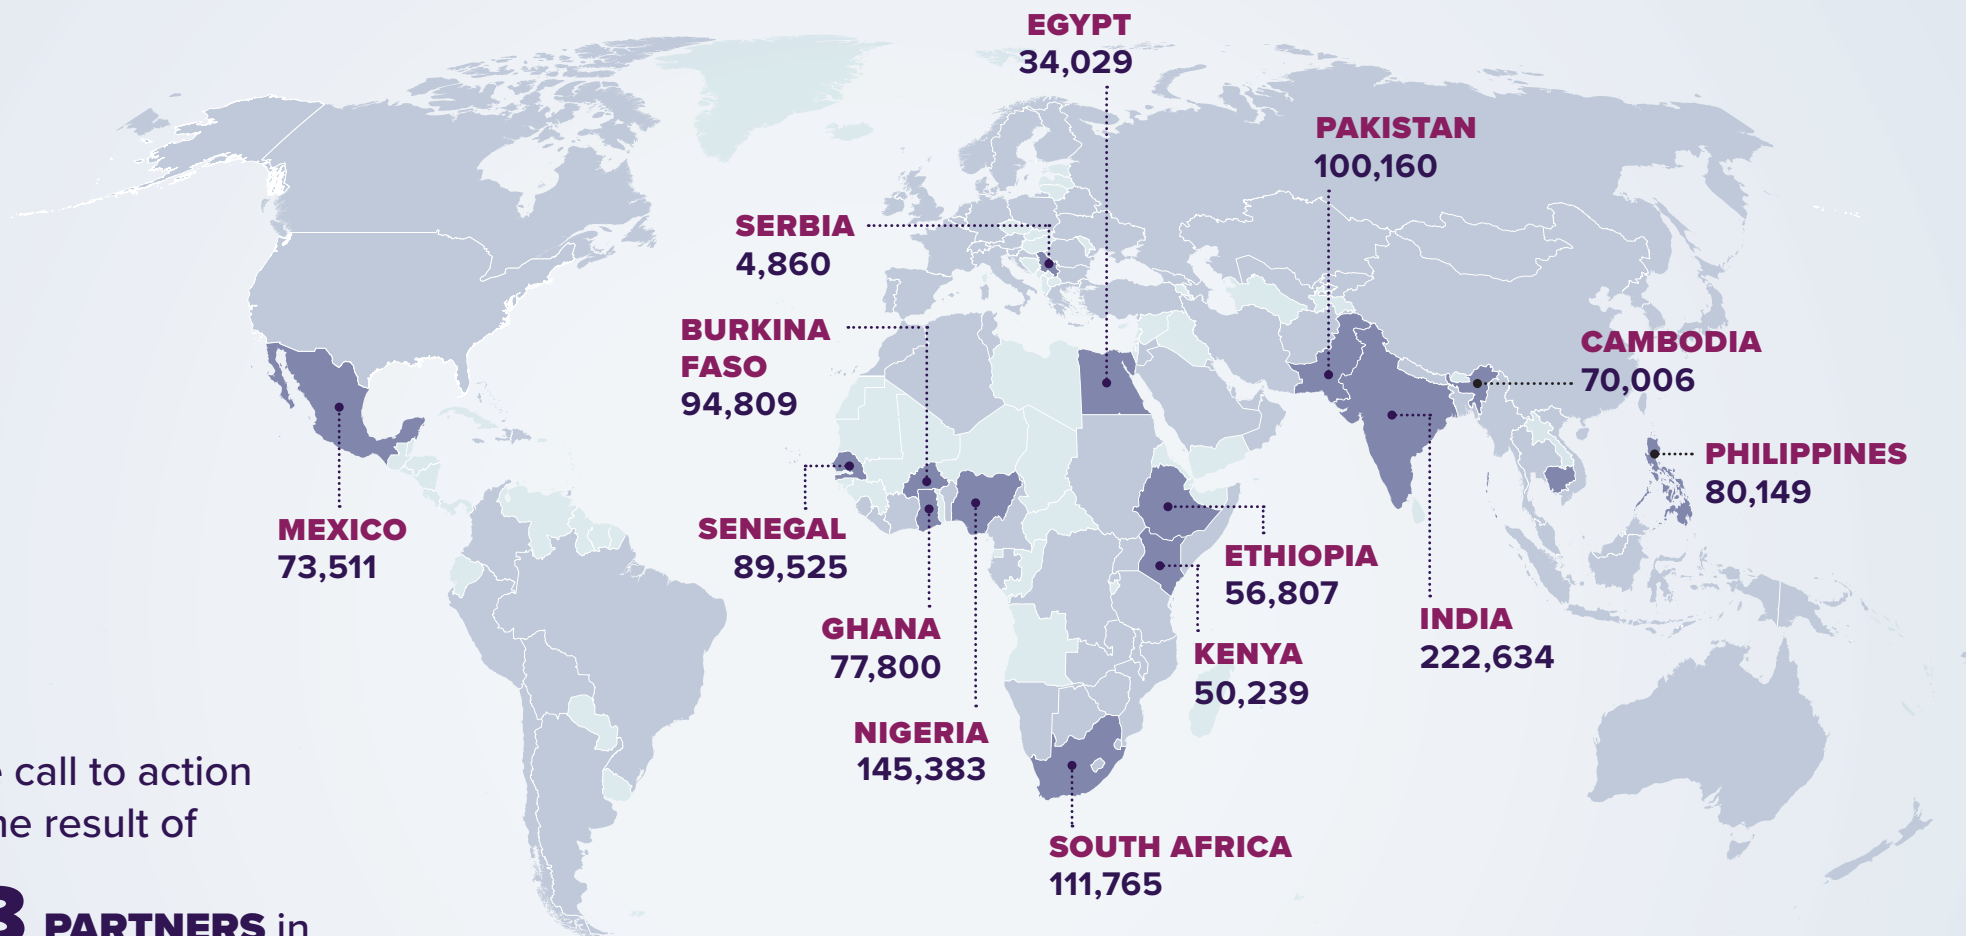 EGYPT
34,029
PAKISTAN
100,160
SERBIA
4,860
BURKINA
FASO
94,809
CAMBODIA
70,006
PHILIPPINES
80,149
MEXICO
73,511
SENEGAL
89,525
ETHIOPIA
56,807
GHANA
77,800
INDIA
222,634
KENYA
50,239
NIGERIA
145,383
SOUTH AFRICA
111,765
call to action
result of
PARTNERS in